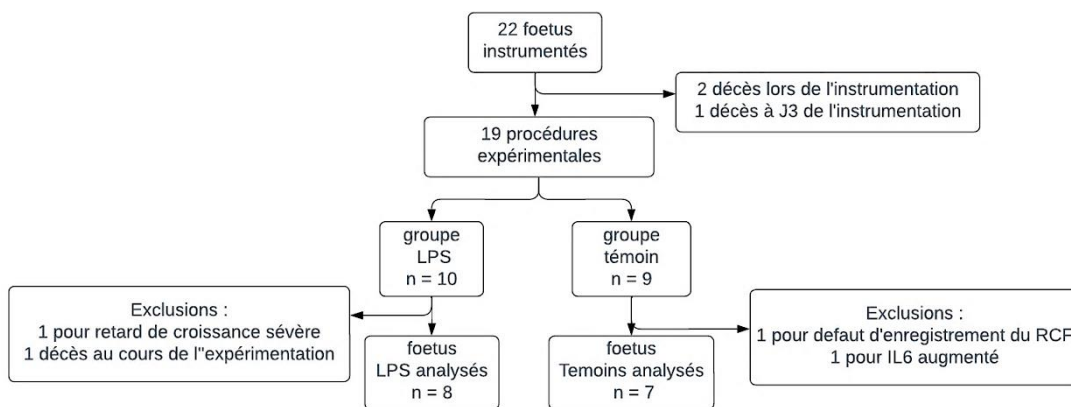 22 foetus
instrumentés
2 décès lors de l'instrumentation
1 décès à J3 de l'instrumentation
19 procédures
expérimentales
groupe
LPS
n = 10
groupe
témoin
n = 9
Exclusions :
1 pour retard de croissance sévère
1 décès au cours de l''expérimentation
Exclusions :
1 pour defaut d'enregistrement du RCF
1 pour IL6 augmenté
foetus
LPS analysés
n = 8
foetus
Temoins analysés
n = 7